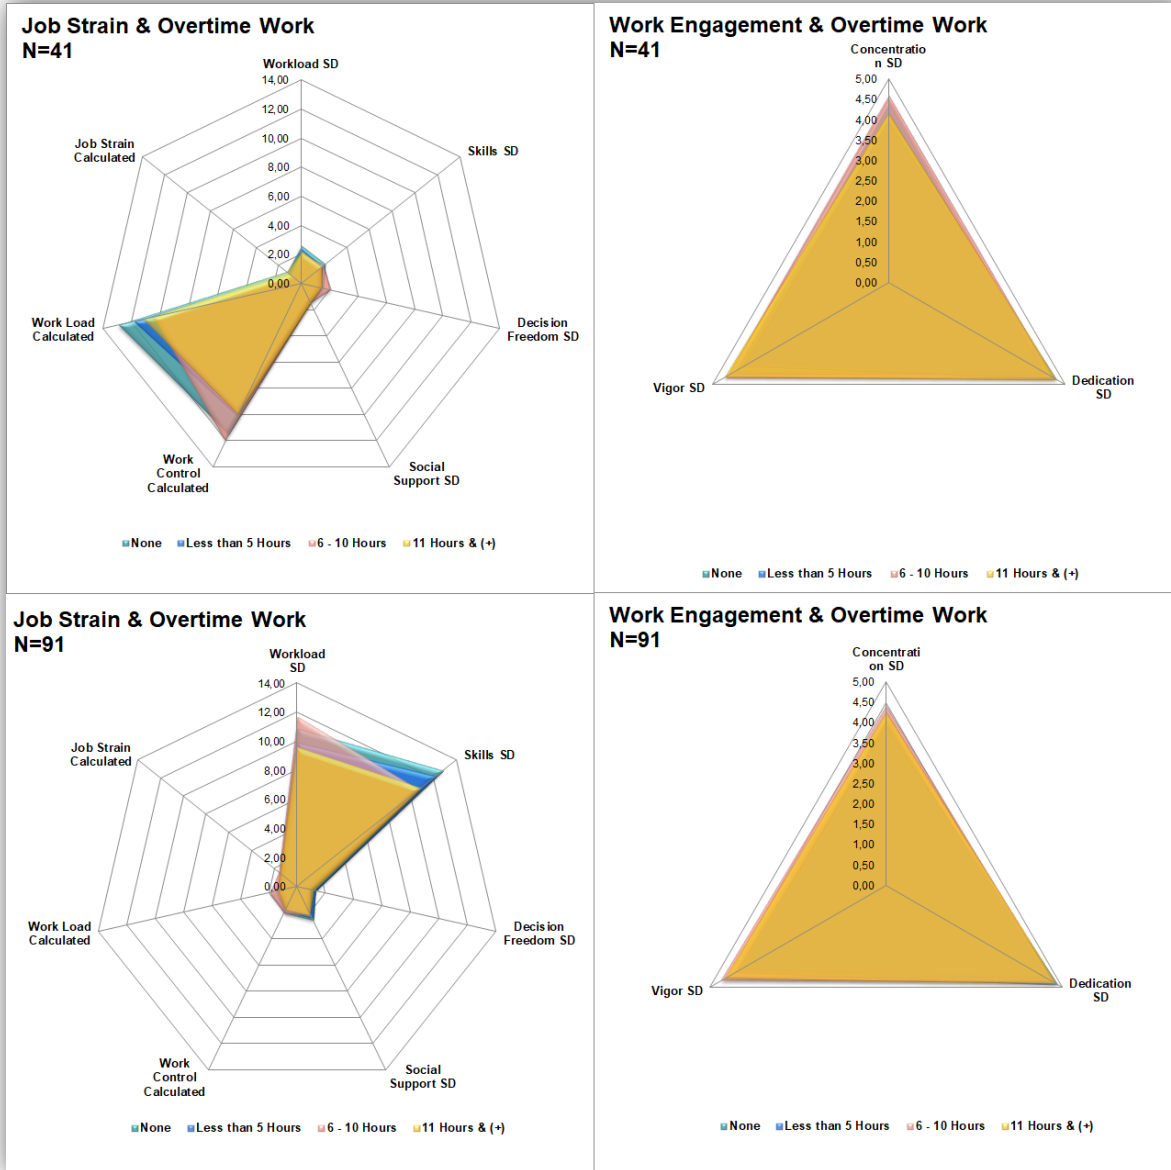 Job Strain & Overtime Work
N=41
Workload SD
14,00
12,00
10,00
8,00
6,00
4,00
2,00
0,00
Skills SD
Decision
Freedom SD
Social
Support SD
Work
Control
Calculated
Work Load
Calculated
Job Strain
Calculated
None Less than 5 Hours 6 - 10 Hours 11 Hours & (+)
Work Engagement & Overtime Work
N=41
Concentratio
n SD
5,00
4,50
4,00
3,50
3,00
2,50
2,00
1,50
1,00
0,50
0,00
Dedication
SD
Vigor SD
None Less than 5 Hours 6 - 10 Hours 11 Hours & (+)
Job Strain & Overtime Work
N=91
Workload
SD
14,00
12,00
10,00
8,00
6,00
4,00
2,00
0,00
Skills SD
Decision
Freedom SD
Social
Support SD
Work
Control
Calculated
Work Load
Calculated
Job Strain
Calculated
None Less than 5 Hours 6 - 10 Hours 11 Hours & (+)
Work Engagement & Overtime Work
N=91
Concentrati
on SD
5,00
4,50
4,00
3,50
3,00
2,50
2,00
1,50
1,00
0,50
0,00
Dedication
SD
Vigor SD
None Less than 5 Hours 6 - 10 Hours 11 Hours & (+)